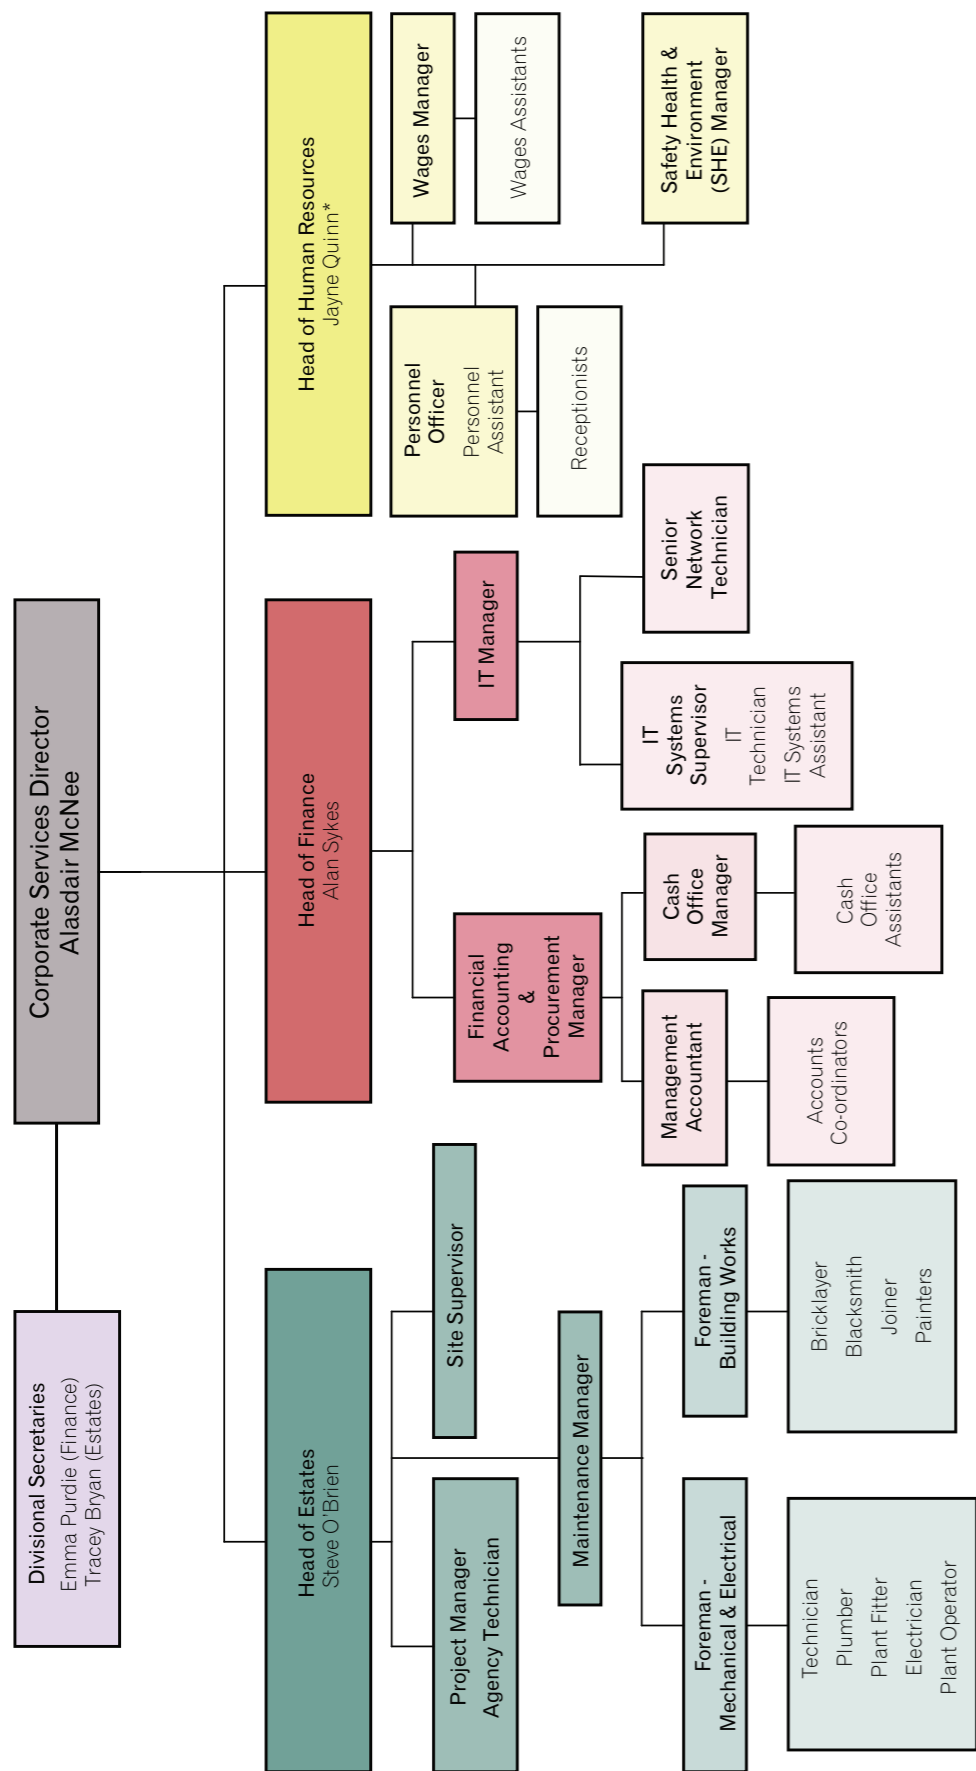 Corporate Services Director
Alasdair McNee
Divisional Secretaries
Emma Purdie (Finance)
Tracey Bryan (Estates)
Head of Estates
Steve O'Brien
Head of Finance
Alan Sykes
Head of Human Resources
Jayne Quinn*
Project Manager
Agency Technician
Site Supervisor
Maintenance Manager
Foreman -
Mechanical & Electrical
Foreman -
Building Works
Technician
Plumber
Plant Fitter
Electrician
Plant Operator
Bricklayer
Blacksmith
Joiner
Painters
Financial
Accounting
&
Procurement
Manager
IT Manager
Management
Accountant
Cash
Office
Manager
IT
Systems
Supervisor
IT
Technician
IT Systems
Assistant
Senior
Network
Technician
Accounts
Co-ordinators
Cash
Office
Assistants
Personnel
Officer
Personnel
Assistant
Receptionists
Wages Manager
Wages Assistants
Safety Health &
Environment
(SHE) Manager